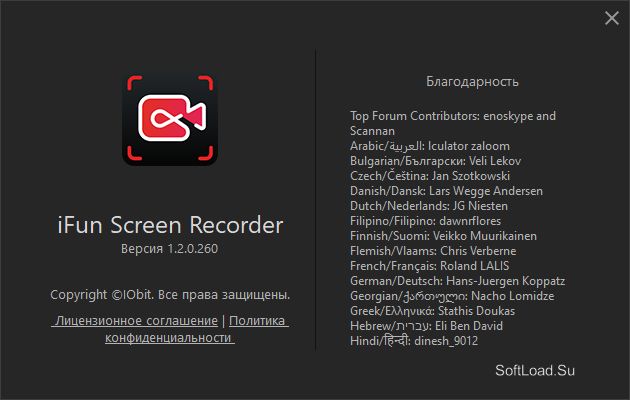 iFun Screen Recorder
Версия 1.2.0.260
Copyright ©IObit. Все права защищены.
Лицензионное соглашение | Политика
конфиденциальности
Благодарность
Top Forum Contributors: enoskype and
Scannan
Arabic/العربية: Iculator zaloom
Bulgarian/Български: Veli Lekov
Czech/Čeština: Jan Szotkowski
Danish/Dansk: Lars Wegge Andersen
Dutch/Nederlands: JG Niesten
Filipino/Filipino: dawnrflores
Finnish/Suomi: Veikko Muurikainen
Flemish/Vlaams: Chris Verberne
French/Français: Roland LALIS
German/Deutsch: Hans-Juergen Koppatz
Georgian/ქართული: Nacho Lomidze
Greek/Ελληνικά: Stathis Doukas
Hebrew/עברית: Eli Ben David
Hindi/हिन्दी: dinesh_9012
SoftLoad.Su